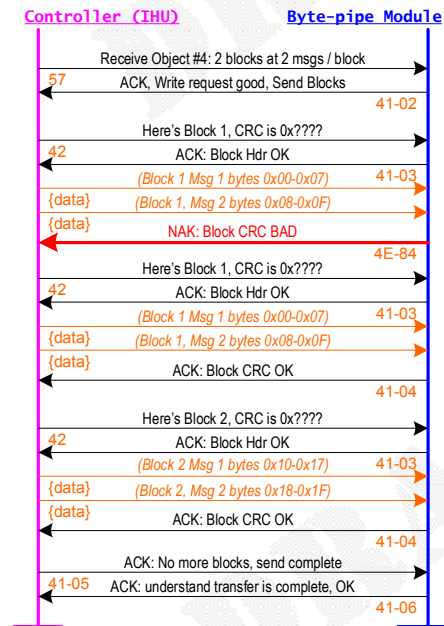 Controller (IHU) Byte-pipe Module
Receive Object #4: 2 blocks at 2 msgs / block
57 ACK, Write request good, Send Blocks
41-02
Here's Block 1, CRC is 0x????
42 ACK: Block Hdr OK
(Block 1 Msg 1 bytes 0x00-0x07) 41-03
{data} (Block 1, Msg 2 bytes 0x08-0x0F)
{data} NAK: Block CRC BAD
4E-84
Here's Block 1, CRC is 0x????
42 ACK: Block Hdr OK
(Block 1 Msg 1 bytes 0x00-0x07) 41-03
{data} (Block 1, Msg 2 bytes 0x08-0x0F)
{data} ACK: Block CRC OK
41-04
Here's Block 2, CRC is 0x????
42 ACK: Block Hdr OK
(Block 2 Msg 1 bytes 0x10-0x17) 41-03
{data} (Block 2, Msg 2 bytes 0x18-0x1F)
{data} ACK: Block CRC OK
41-04
ACK: No more blocks, send complete
41-05 ACK: understand transfer is complete, OK
41-06